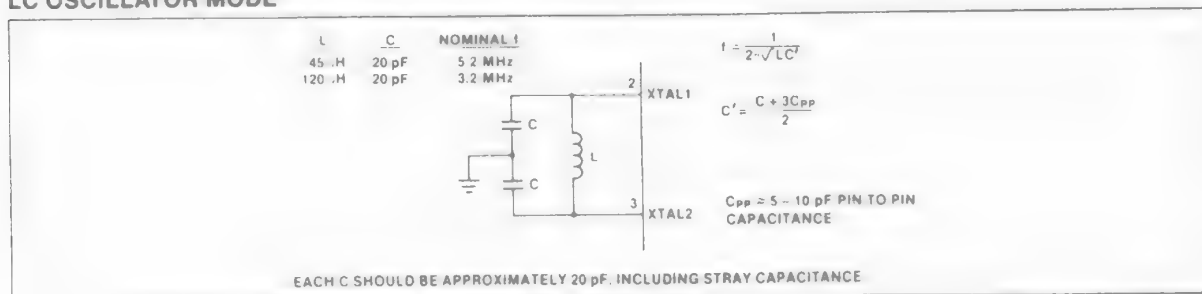 LC OSCILLATOR MODE
L C NOMINAL f
45 .H 20 pF 5.2 MHz
120 .H 20 pF 3.2 MHz
f = 1 / 2·√LC'
C' = C + 3Cpp / 2
2 XTAL1
C
L
C
3 XTAL2
Cpp ≅ 5 – 10 pF PIN TO PIN
CAPACITANCE
EACH C SHOULD BE APPROXIMATELY 20 pF, INCLUDING STRAY CAPACITANCE